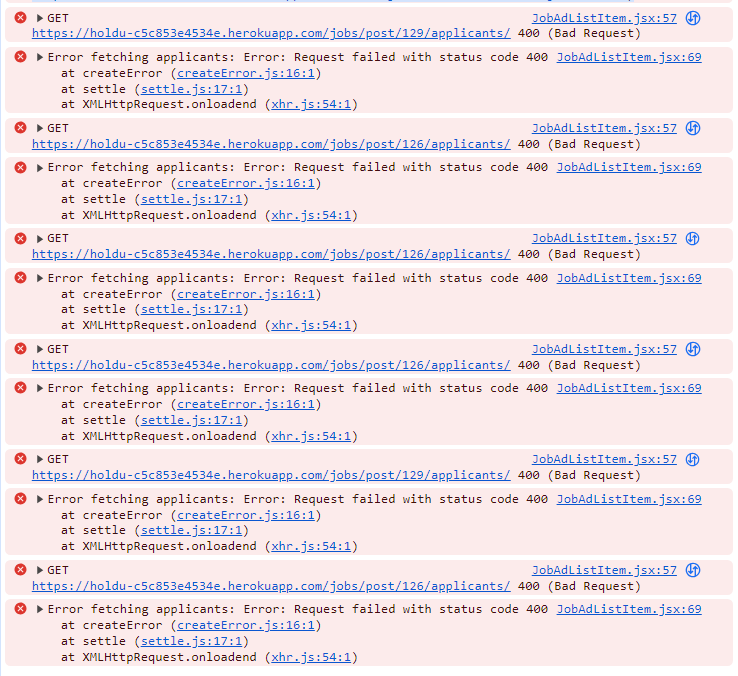 GET JobAdListItem.jsx:57
https://holdu-c5c853e4534e.herokuapp.com/jobs/post/129/applicants/ 400 (Bad Request)
Error fetching applicants: Error: Request failed with status code 400 JobAdListItem.jsx:69
at createError (createError.js:16:1)
at settle (settle.js:17:1)
at XMLHttpRequest.onloadend (xhr.js:54:1)
GET JobAdListItem.jsx:57
https://holdu-c5c853e4534e.herokuapp.com/jobs/post/126/applicants/ 400 (Bad Request)
Error fetching applicants: Error: Request failed with status code 400 JobAdListItem.jsx:69
at createError (createError.js:16:1)
at settle (settle.js:17:1)
at XMLHttpRequest.onloadend (xhr.js:54:1)
GET JobAdListItem.jsx:57
https://holdu-c5c853e4534e.herokuapp.com/jobs/post/126/applicants/ 400 (Bad Request)
Error fetching applicants: Error: Request failed with status code 400 JobAdListItem.jsx:69
at createError (createError.js:16:1)
at settle (settle.js:17:1)
at XMLHttpRequest.onloadend (xhr.js:54:1)
GET JobAdListItem.jsx:57
https://holdu-c5c853e4534e.herokuapp.com/jobs/post/126/applicants/ 400 (Bad Request)
Error fetching applicants: Error: Request failed with status code 400 JobAdListItem.jsx:69
at createError (createError.js:16:1)
at settle (settle.js:17:1)
at XMLHttpRequest.onloadend (xhr.js:54:1)
GET JobAdListItem.jsx:57
https://holdu-c5c853e4534e.herokuapp.com/jobs/post/129/applicants/ 400 (Bad Request)
Error fetching applicants: Error: Request failed with status code 400 JobAdListItem.jsx:69
at createError (createError.js:16:1)
at settle (settle.js:17:1)
at XMLHttpRequest.onloadend (xhr.js:54:1)
GET JobAdListItem.jsx:57
https://holdu-c5c853e4534e.herokuapp.com/jobs/post/126/applicants/ 400 (Bad Request)
Error fetching applicants: Error: Request failed with status code 400 JobAdListItem.jsx:69
at createError (createError.js:16:1)
at settle (settle.js:17:1)
at XMLHttpRequest.onloadend (xhr.js:54:1)